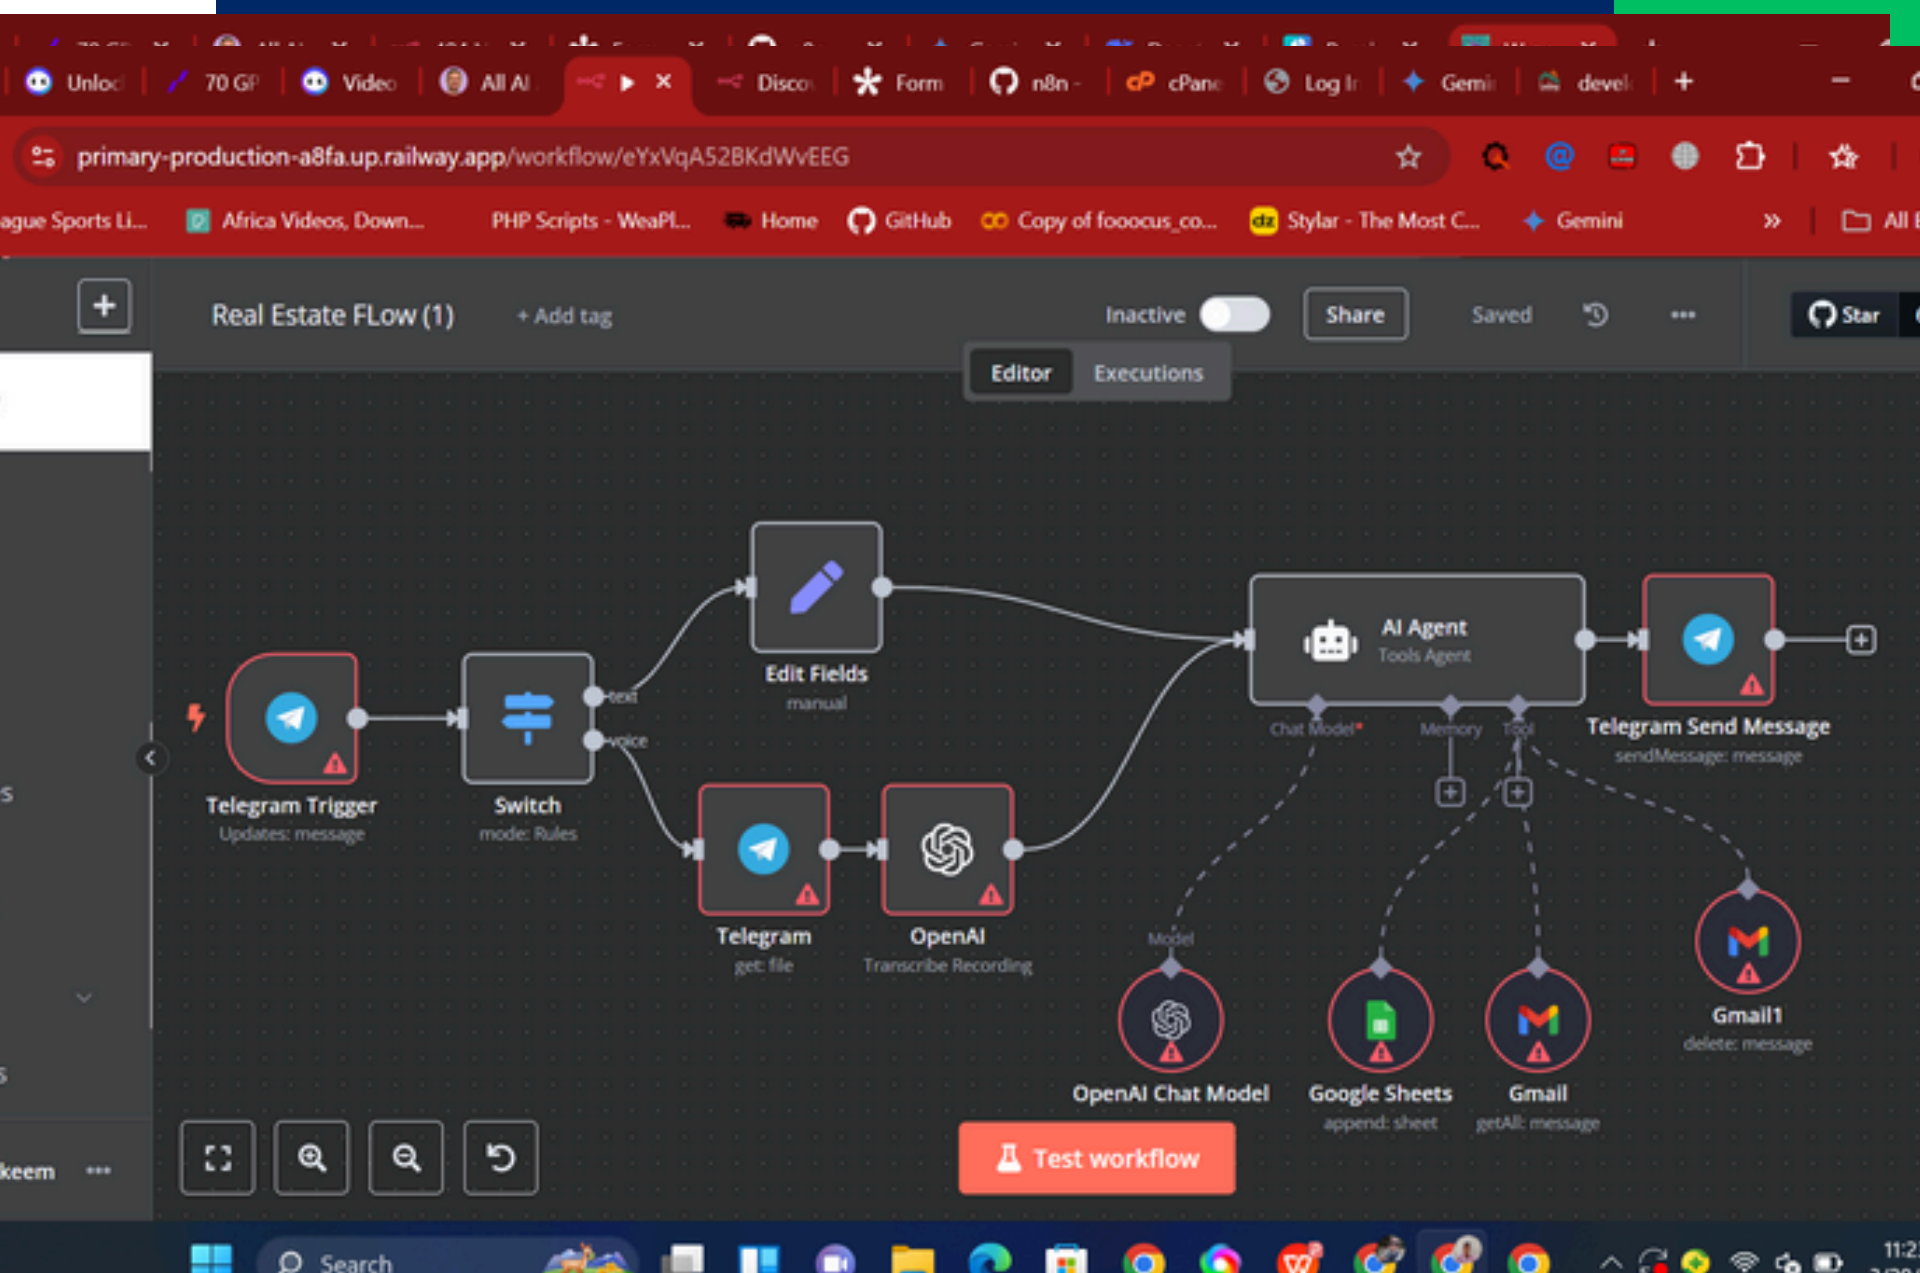 Unloc
70 GP
Video
All AI
Disco
Form
n8n -
cPane
Log In
Gemi
devel
primary-production-a8fa.up.railway.app/workflow/eYxVqA52BKdWvEEG
ague Sports Li...
Africa Videos, Down...
PHP Scripts - WeaPl...
Home
GitHub
Copy of fooocus_co...
Stylar - The Most C...
Gemini
All
Real Estate FLow (1)
+ Add tag
Inactive
Share
Saved
Star
Editor
Executions
Edit Fields
manual
AI Agent
Tools Agent
text
voice
Chat Model*
Memory
Tool
Telegram Send Message
sendMessage: message
Telegram Trigger
Updates: message
Switch
mode: Rules
Telegram
get: file
OpenAI
Transcribe Recording
Model
Gmail1
delete: message
OpenAI Chat Model
Google Sheets
append: sheet
Gmail
getAll: message
Test workflow
keem
Search